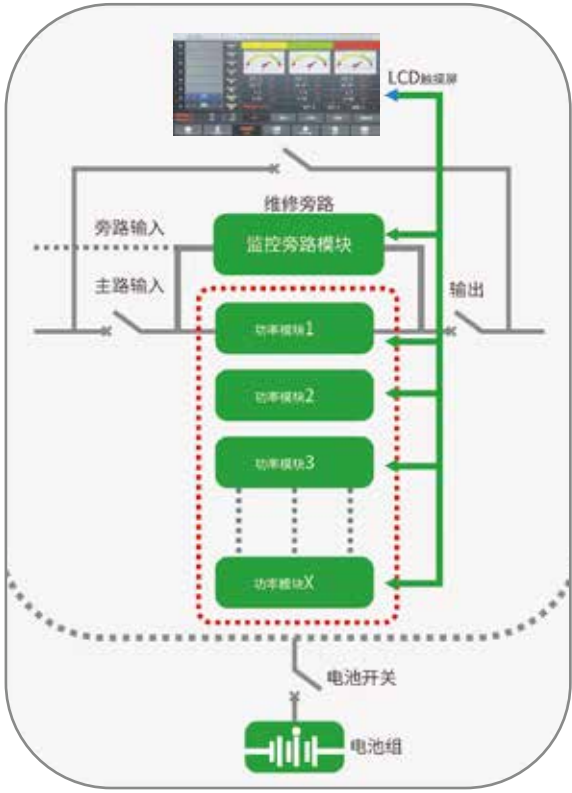 LCD触摸屏
维修旁路
旁路输入
监控旁路模块
主路输入
输出
功率模块1
功率模块2
功率模块3
功率模块X
电池开关
电池组